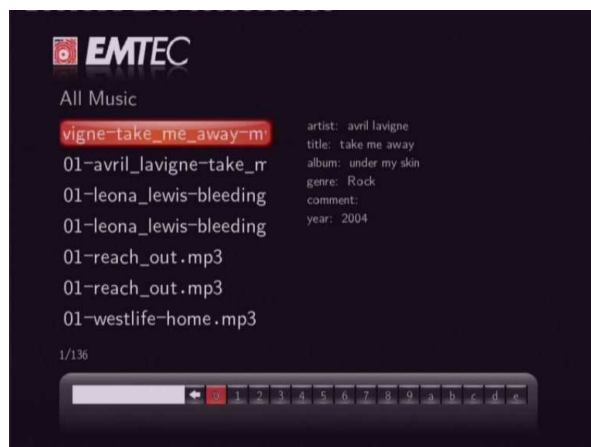 EMTEC
All Music
vigne-take_me_away-m
01-avril_lavigne-take_m
01-leona_lewis-bleeding
01-leona_lewis-bleeding
01-reach_out.mp3
01-reach_out.mp3
01-westlife-home.mp3
artist: avril lavigne
title: take me away
album: under my skin
genre: Rock
comment:
year: 2004
1/136
0 1 2 3 4 5 6 7 8 9 a b c d e